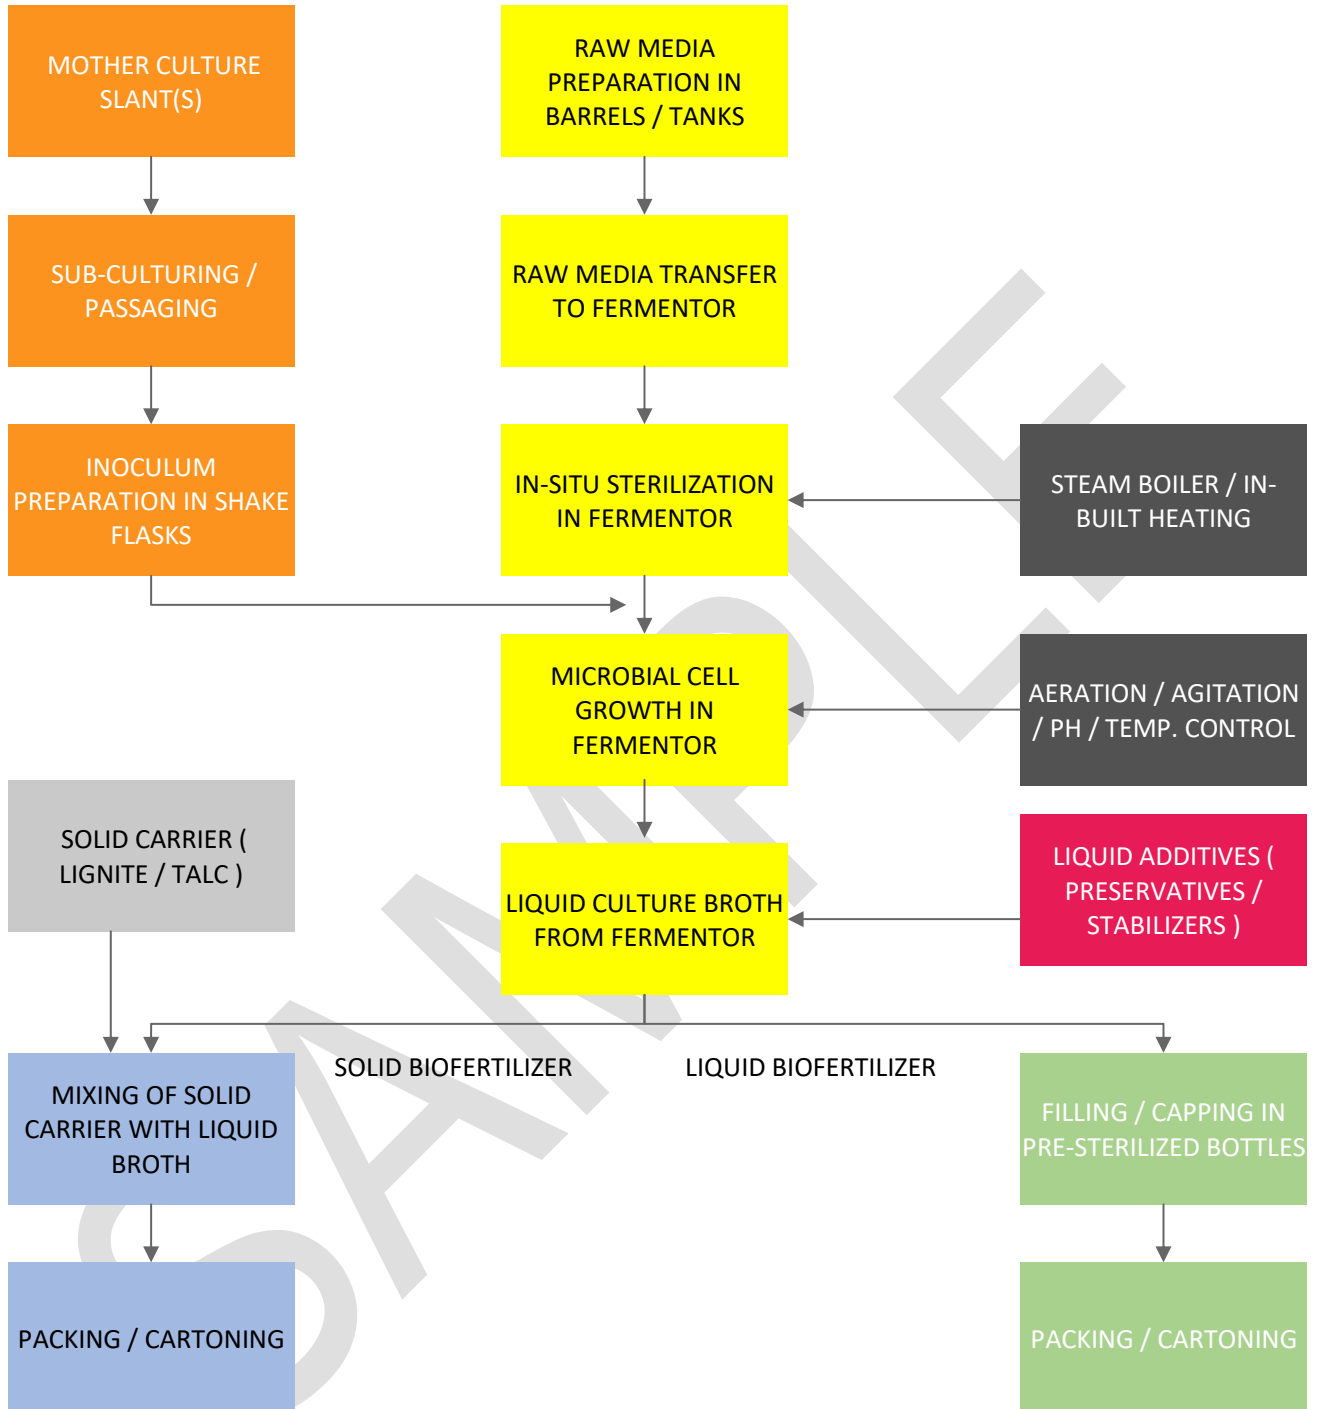 MOTHER CULTURE
SLANT(S)
RAW MEDIA
PREPARATION IN
BARRELS / TANKS
SUB-CULTURING /
PASSAGING
RAW MEDIA TRANSFER
TO FERMENTOR
INOCULUM
PREPARATION IN SHAKE
FLASKS
IN-SITU STERILIZATION
IN FERMENTOR
STEAM BOILER / IN-
BUILT HEATING
MICROBIAL CELL
GROWTH IN
FERMENTOR
AERATION / AGITATION
/ PH / TEMP. CONTROL
SOLID CARRIER (
LIGNITE / TALC )
LIQUID CULTURE BROTH
FROM FERMENTOR
LIQUID ADDITIVES (
PRESERVATIVES /
STABILIZERS )
SOLID BIOFERTILIZER
LIQUID BIOFERTILIZER
MIXING OF SOLID
CARRIER WITH LIQUID
BROTH
FILLING / CAPPING IN
PRE-STERILIZED BOTTLES
PACKING / CARTONING
PACKING / CARTONING
SAMPLE